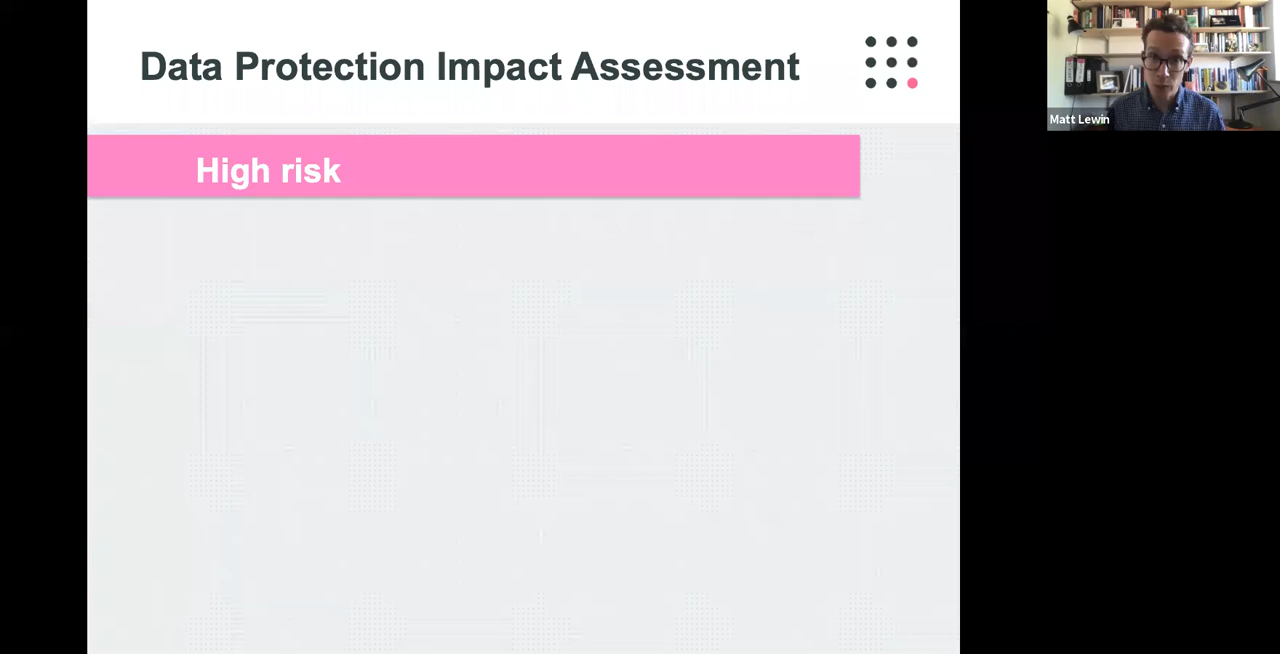 Data Protection Impact Assessment
High risk
Matt Lewin